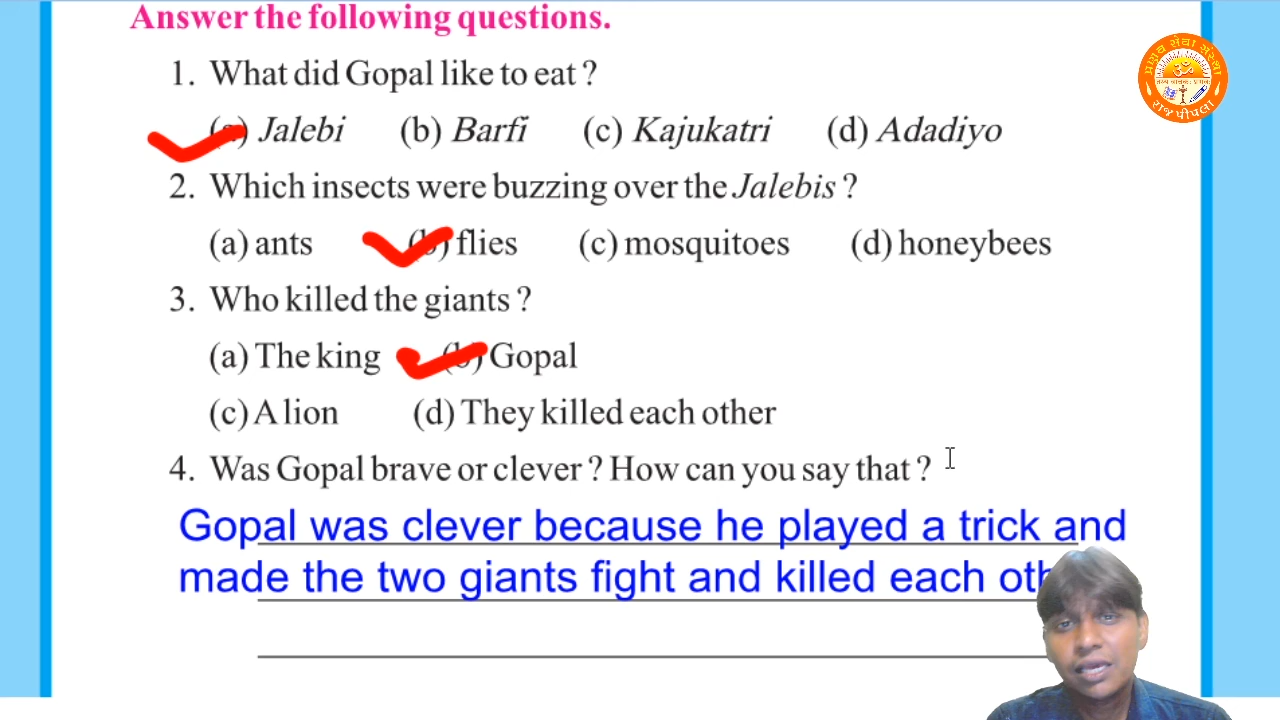 Answer the following questions.
1. What did Gopal like to eat ?
(a) Jalebi (b) Barfi (c) Kajukatri (d) Adadiyo
2. Which insects were buzzing over the Jalebis ?
(a) ants (b) flies (c) mosquitoes (d) honeybees
3. Who killed the giants ?
(a) The king (b) Gopal
(c) A lion (d) They killed each other
4. Was Gopal brave or clever ? How can you say that ?
Gopal was clever because he played a trick and
made the two giants fight and killed each
પ્રણવ સેવા સંસ્થા
રાજપીપલા